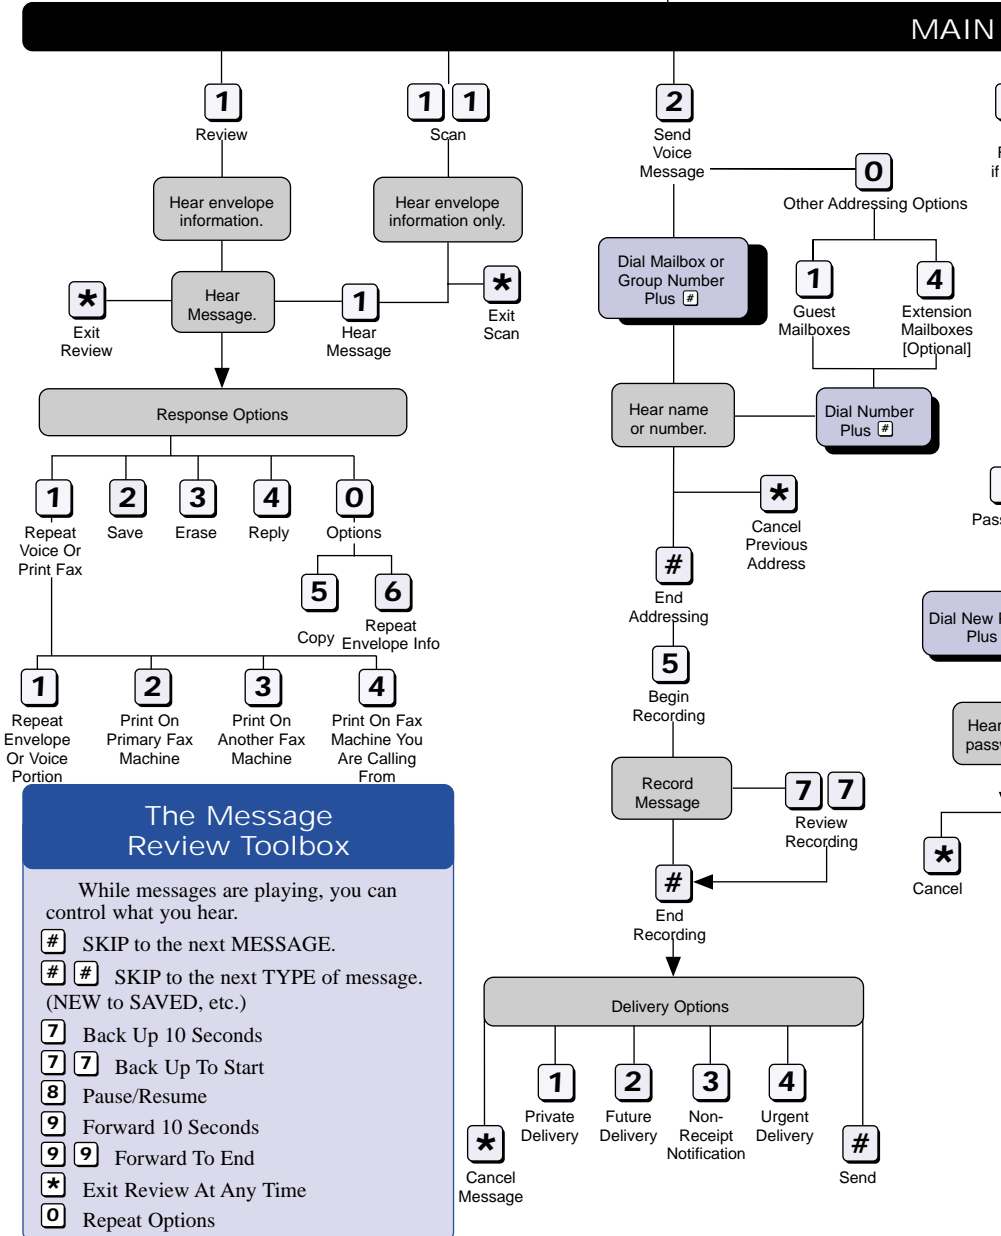 MAIN
1
Review
1 1
Scan
2
Send
Voice
Message
0
Other Addressing Options
if
Hear envelope
information.
Hear envelope
information only.
Dial Mailbox or
Group Number
Plus #
1
Guest
Mailboxes
4
Extension
Mailboxes
[Optional]
*
Exit
Review
Hear
Message.
1
Hear
Message
*
Exit
Scan
Response Options
Hear name
or number.
Dial Number
Plus #
1
Repeat
Voice Or
Print Fax
2
Save
3
Erase
4
Reply
0
Options
*
Cancel
Previous
Address
Pass
5
Copy
6
Repeat
Envelope Info
#
End
Addressing
Dial New
Plus
5
Begin
Recording
1
Repeat
Envelope
Or Voice
Portion
2
Print On
Primary Fax
Machine
3
Print On
Another Fax
Machine
4
Print On Fax
Machine You
Are Calling
From
Hear
passw
Record
Message
7 7
Review
Recording
*
Cancel
#
End
Recording
The Message
Review Toolbox
While messages are playing, you can
control what you hear.
# SKIP to the next MESSAGE.
# # SKIP to the next TYPE of message.
(NEW to SAVED, etc.)
7 Back Up 10 Seconds
7 7 Back Up To Start
8 Pause/Resume
9 Forward 10 Seconds
9 9 Forward To End
* Exit Review At Any Time
0 Repeat Options
Delivery Options
*
Cancel
Message
1
Private
Delivery
2
Future
Delivery
3
Non-
Receipt
Notification
4
Urgent
Delivery
#
Send